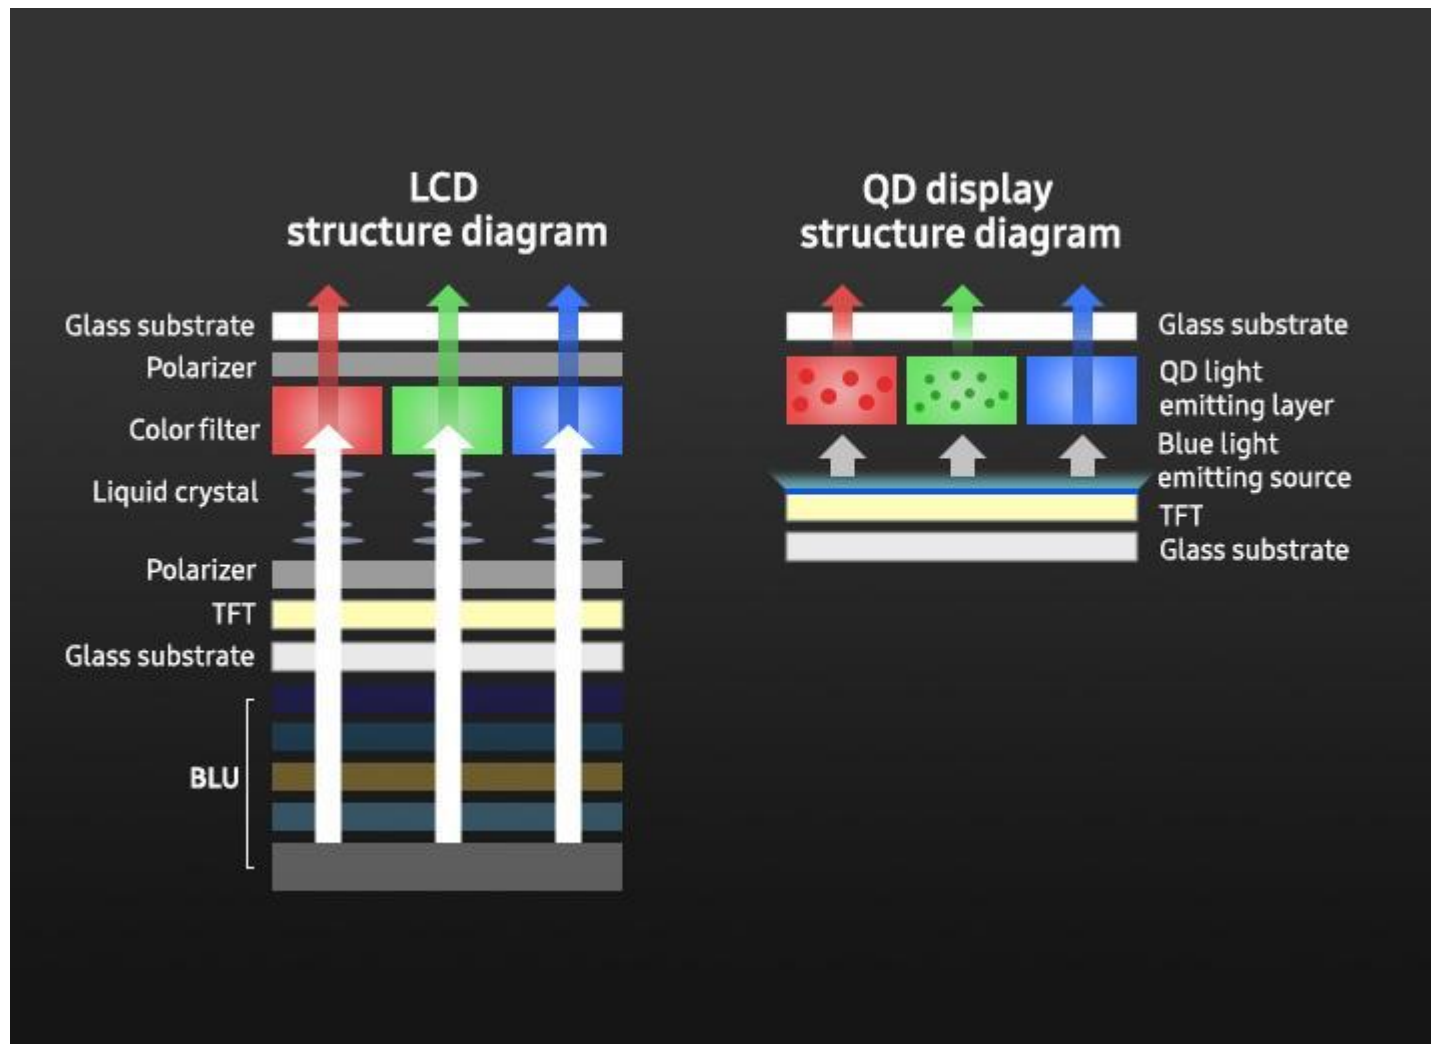 LCD
structure diagram
Glass substrate
Polarizer
Color filter
Liquid crystal
Polarizer
TFT
Glass substrate
BLU
QD display
structure diagram
Glass substrate
QD light
emitting layer
Blue light
emitting source
TFT
Glass substrate